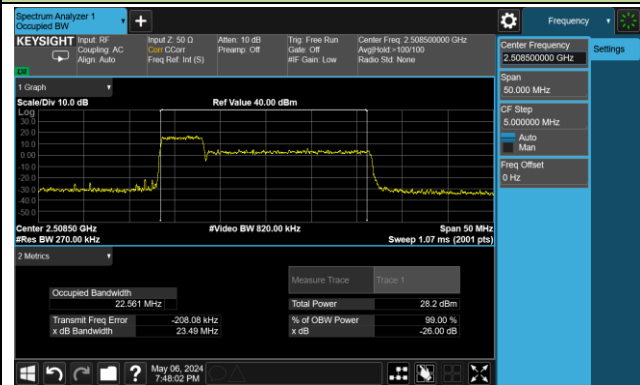 Spectrum Analyzer 1
Occupied BW
Frequency
KEYSIGHT
Input: RF
Coupling: AC
Align: Auto
Input Z: 50 Ω
Corr CCorr
Freq Ref: Int (S)
Atten: 10 dB
Preamp: Off
Trig: Free Run
Gate: Off
#IF Gain: Low
Center Freq: 2.508500000 GHz
Avg|Hold:>100/100
Radio Std: None
LXI
Center Frequency
2.508500000 GHz
Settings
Span
50.000 MHz
CF Step
5.000000 MHz
Auto
Man
Freq Offset
0 Hz
1 Graph
Scale/Div 10.0 dB
Ref Value 40.00 dBm
Log
30.0
20.0
10.0
0.00
-10.0
-20.0
-30.0
-40.0
-50.0
Center 2.50850 GHz
#Video BW 820.00 kHz
Span 50 MHz
#Res BW 270.00 kHz
Sweep 1.07 ms (2001 pts)
2 Metrics
Measure Trace
Trace 1
Occupied Bandwidth
22.561 MHz
Total Power
28.2 dBm
Transmit Freq Error
-208.08 kHz
% of OBW Power
99.00 %
x dB Bandwidth
23.49 MHz
x dB
-26.00 dB
?
May 06, 2024
7:48:02 PM